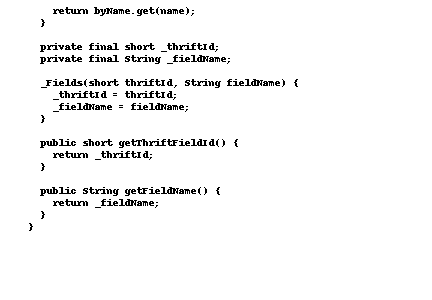 return byName.get(name);
}
private final short _thriftId;
private final String _fieldName;
_Fields(short thriftId, String fieldName) {
_thriftId = thriftId;
_fieldName = fieldName;
}
public short getThriftFieldId() {
return _thriftId;
}
public String getFieldName() {
return _fieldName;
}
}